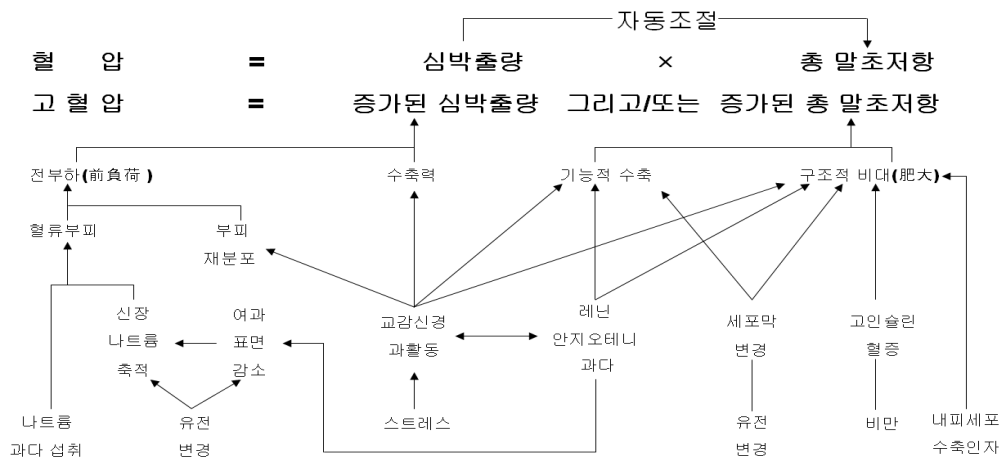 자동조절
혈 압 = 심박출량 × 총 말초저항
고 혈 압 = 증가된 심박출량 그리고/또는 증가된 총 말초저항
전부하(前負荷) 수축력 기능적 수축 구조적 비대(肥大)
혈류부피
부피
재분포
신장
나트륨
축적
여과
표면
감소
교감신경
과활동
레닌
안지오테니
과다
세포막
변경
고인슐린
혈증
나트륨
과다 섭취
유전
변경
스트레스
유전
변경
비만
내피세포
수축인자